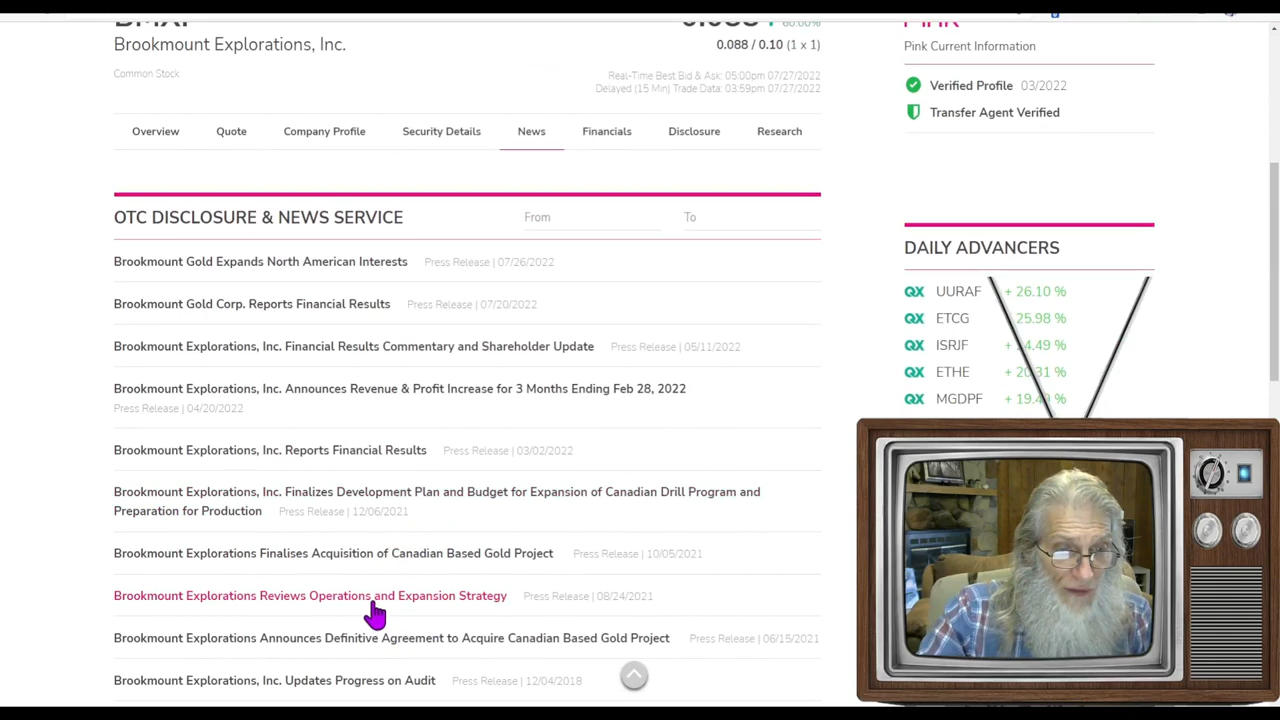 Brookmount Explorations, Inc.
60.00%
0.088 / 0.10 (1 x 1)
Common Stock
Real-Time Best Bid & Ask: 05:00pm 07/27/2022
Delayed (15 Min) Trade Data: 03:59pm 07/27/2022
Overview Quote Company Profile Security Details News Financials Disclosure Research
OTC DISCLOSURE & NEWS SERVICE From To
Brookmount Gold Expands North American Interests Press Release | 07/26/2022
Brookmount Gold Corp. Reports Financial Results Press Release | 07/20/2022
Brookmount Explorations, Inc. Financial Results Commentary and Shareholder Update Press Release | 05/11/2022
Brookmount Explorations, Inc. Announces Revenue & Profit Increase for 3 Months Ending Feb 28, 2022
Press Release | 04/20/2022
Brookmount Explorations, Inc. Reports Financial Results Press Release | 03/02/2022
Brookmount Explorations, Inc. Finalizes Development Plan and Budget for Expansion of Canadian Drill Program and
Preparation for Production Press Release | 12/06/2021
Brookmount Explorations Finalises Acquisition of Canadian Based Gold Project Press Release | 10/05/2021
Brookmount Explorations Reviews Operations and Expansion Strategy Press Release | 08/24/2021
Brookmount Explorations Announces Definitive Agreement to Acquire Canadian Based Gold Project Press Release | 06/15/2021
Brookmount Explorations, Inc. Updates Progress on Audit Press Release | 12/04/2018
Pink Current Information
Verified Profile 03/2022
Transfer Agent Verified
DAILY ADVANCERS
QX UURAF + 26.10 %
QX ETCG 25.98 %
QX ISRJF + 4.49 %
QX ETHE + 20.31 %
QX MGDPF + 19.4 %